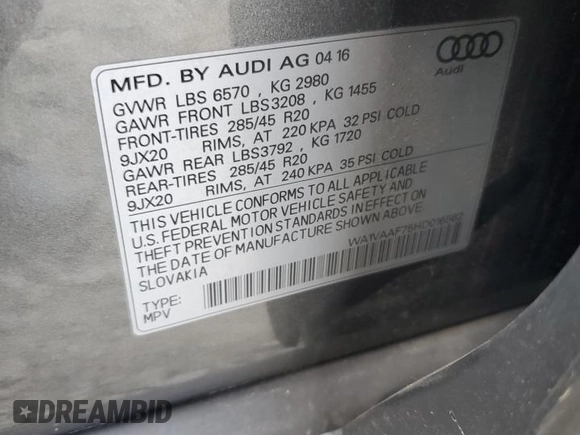 MFD. BY AUDI AG 04 16
Audi
GVWR LBS 6570 , KG 2980
GAWR FRONT LBS3208 , KG 1455
FRONT-TIRES 285/45 R20
9JX20 RIMS, AT 220 KPA 32 PSI COLD
GAWR REAR LBS3792 , KG 1720
REAR-TIRES 285/45 R20
9JX20 RIMS, AT 240 KPA 35 PSI COLD
THIS VEHICLE CONFORMS TO ALL APPLICABLE
U.S. FEDERAL MOTOR VEHICLE SAFETY AND
THEFT PREVENTION STANDARDS IN EFFECT ON
THE DATE OF MANUFACTURE SHOWN ABOVE.
SLOVAKIA
TYPE:
MPV
DREAMBID